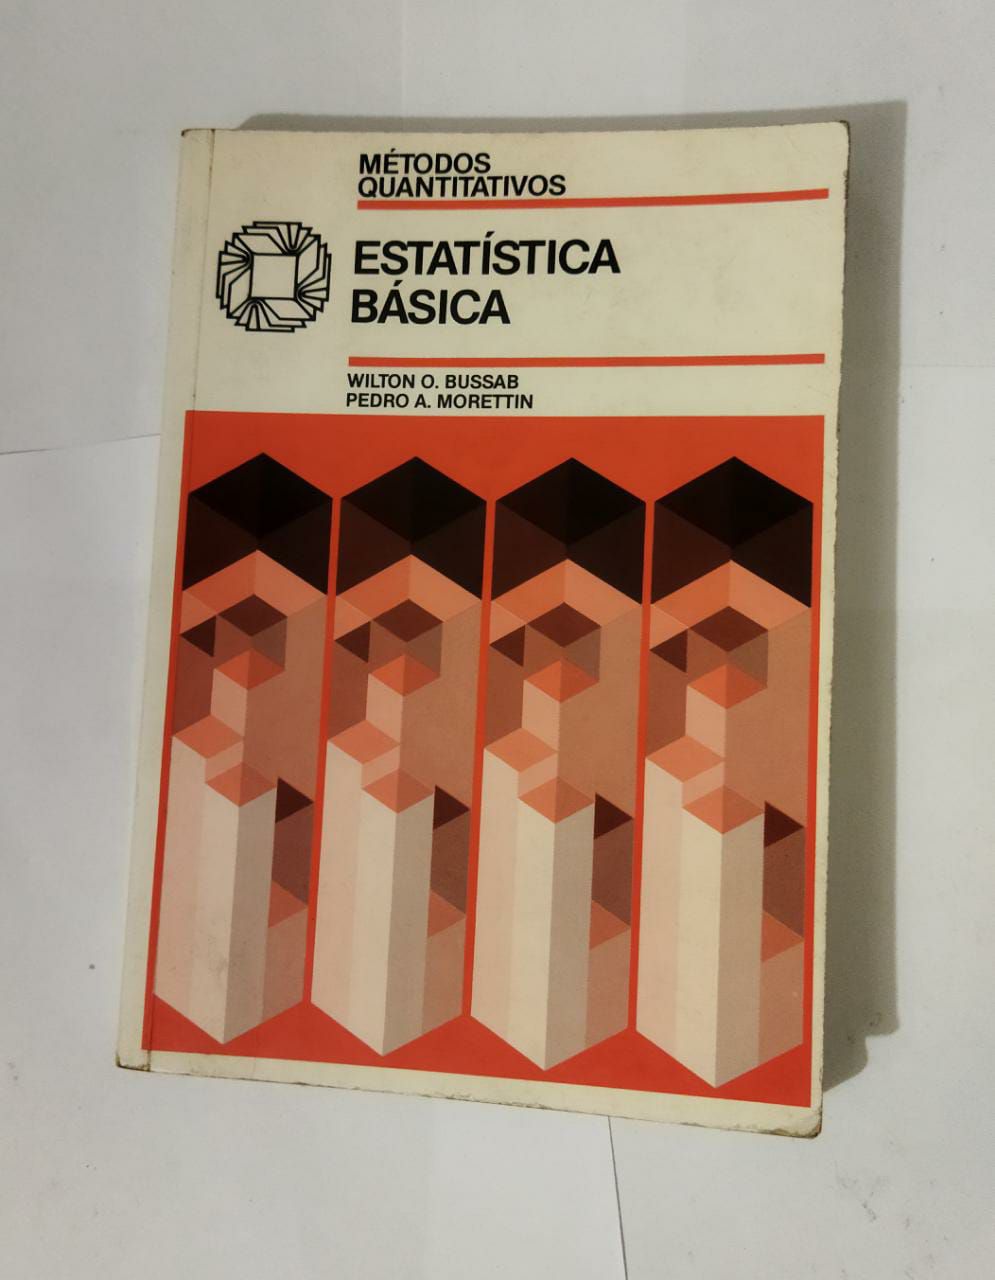 MÉTODOS
QUANTITATIVOS
ESTATÍSTICA
BÁSICA
WILTON O. BUSSAB
PEDRO A. MORETTIN